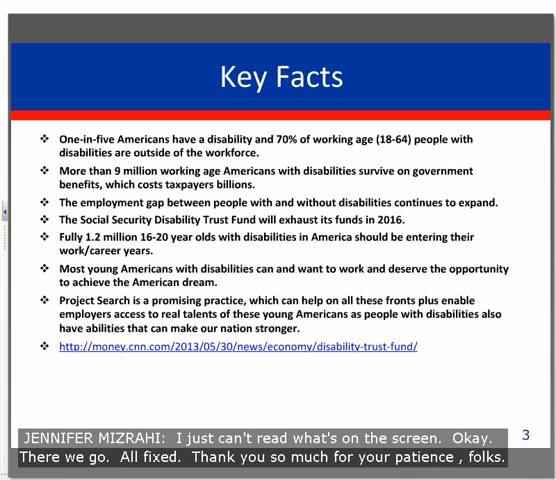 Key Facts
❖ One-in-five Americans have a disability and 70% of working age (18-64) people with
disabilities are outside of the workforce.
❖ More than 9 million working age Americans with disabilities survive on government
benefits, which costs taxpayers billions.
❖ The employment gap between people with and without disabilities continues to expand.
❖ The Social Security Disability Trust Fund will exhaust its funds in 2016.
❖ Fully 1.2 million 16-20 year olds with disabilities in America should be entering their
work/career years.
❖ Most young Americans with disabilities can and want to work and deserve the opportunity
to achieve the American dream.
❖ Project Search is a promising practice, which can help on all these fronts plus enable
employers access to real talents of these young Americans as people with disabilities also
have abilities that can make our nation stronger.
❖ http://money.cnn.com/2013/05/30/news/economy/disability-trust-fund/
3
JENNIFER MIZRAHI: I just can't read what's on the screen. Okay.
There we go. All fixed. Thank you so much for your patience , folks.